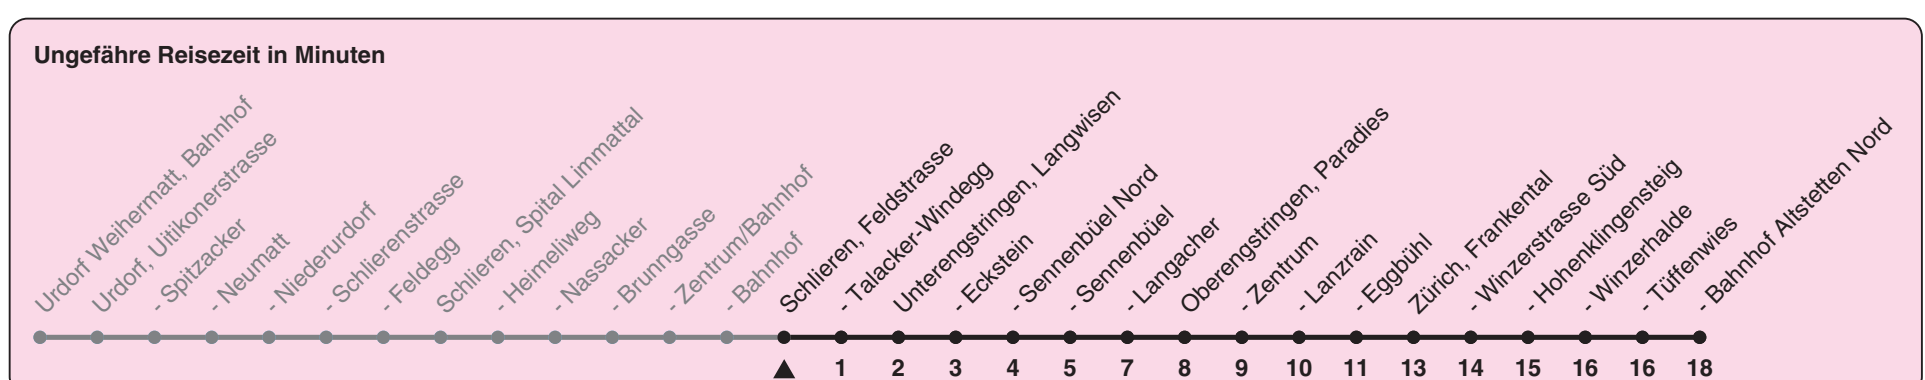 Ungefähre Reisezeit in Minuten
Urdorf Weihermatt, Bahnhof
Urdorf, Uitikonerstrasse
- Spitzacker
- Neumatt
- Niederurdorf
- Schlierenstrasse
- Feldegg
Schlieren, Spital Limmattal
- Heimeliweg
- Nassacker
- Brunngasse
- Zentrum/Bahnhof
- Bahnhof
Schlieren, Feldstrasse
- Talacker-Windegg
Unterengstringen, Langwisen
- Eckstein
- Sennenbüel Nord
- Sennenbüel
- Langacher
Oberengstringen, Paradies
- Zentrum
- Lanzrain
- Eggbühl
Zürich, Frankental
- Winzerstrasse Süd
- Hohenklingensteig
- Winzerhalde
- Tüffenwies
- Bahnhof Altstetten Nord
1 2 3 4 5 7 8 9 10 11 13 14 15 16 16 18